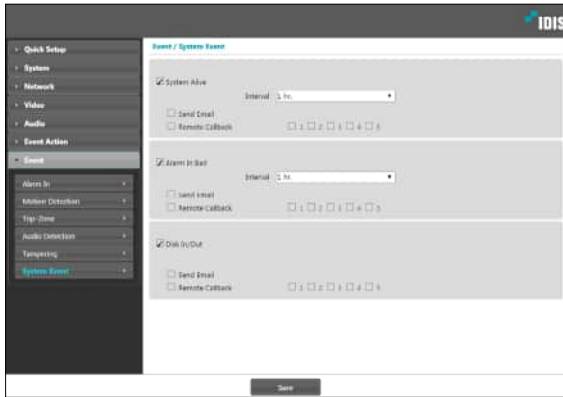 IDIS
Quick Setup
System
Network
Video
Audio
Event Action
Event
Alarm In
Motion Detection
Trip-Zone
Audio Detection
Tampering
System Event
Event / System Event
System Alive
Interval 1 hr.
Send Email
Remote Callback 1 2 3 4 5
Alarm In Bad
Interval 1 hr.
Send Email
Remote Callback 1 2 3 4 5
Disk In/Out
Send Email
Remote Callback 1 2 3 4 5
Save